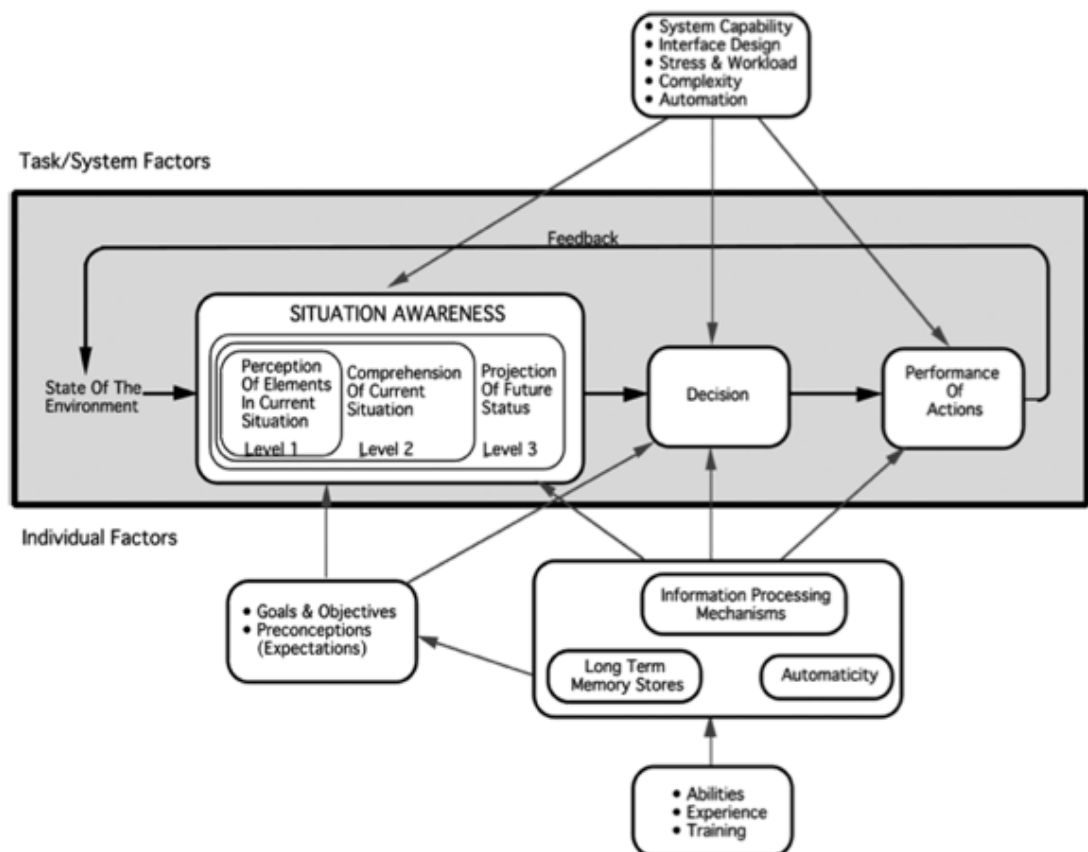 • System Capability
• Interface Design
• Stress & Workload
• Complexity
• Automation
Task/System Factors
Feedback
SITUATION AWARENESS
State Of The
Environment
Perception
Of Elements
In Current
Situation
Level 1
Comprehension
Of Current
Situation
Level 2
Projection
Of Future
Status
Level 3
Decision
Performance
Of
Actions
Individual Factors
• Goals & Objectives
• Preconceptions
(Expectations)
Information Processing
Mechanisms
Long Term
Memory Stores
Automaticity
• Abilities
• Experience
• Training